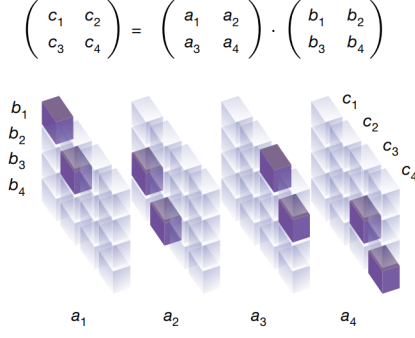 ( c1 c2 ) = ( a1 a2 ) · ( b1 b2 )
( c3 c4 )   ( a3 a4 )   ( b3 b4 )
b1
b2
b3
b4
c1
c2
c3
c4
a1 a2 a3 a4